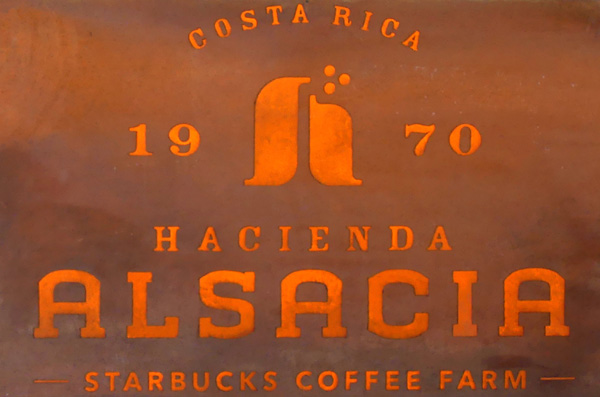 COSTA RICA
19 70
HACIENDA
ALSACIA
STARBUCKS COFFEE FARM